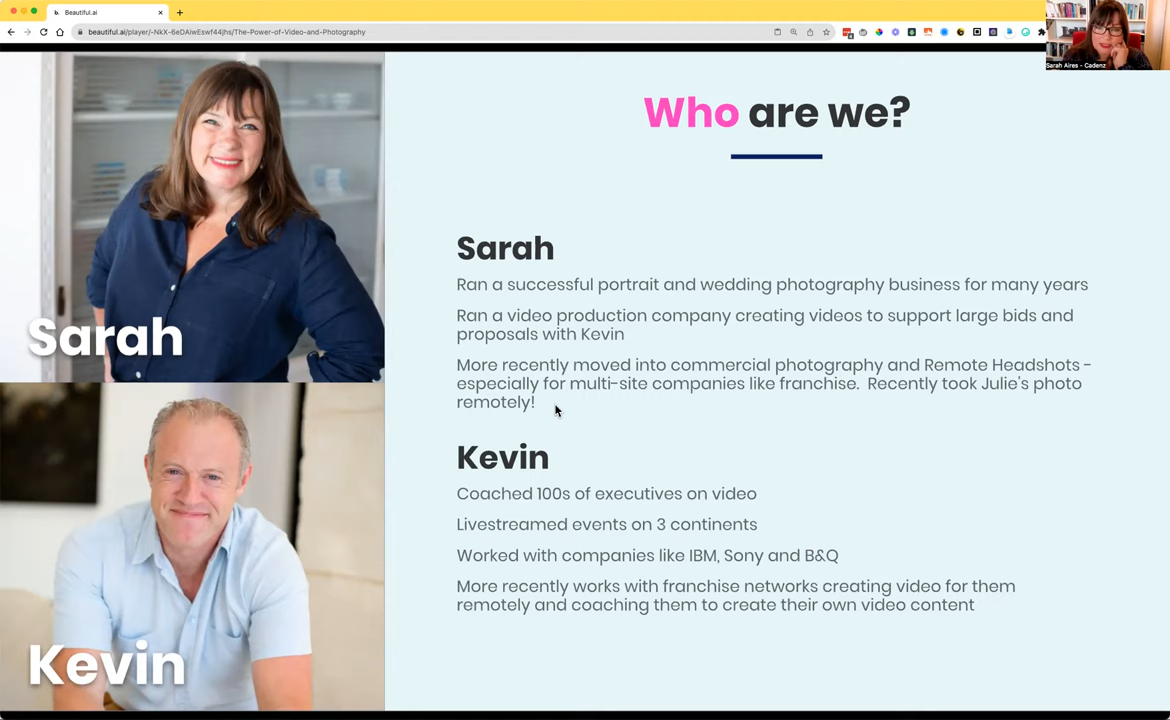 Beautiful.ai
beautiful.ai/player/-NkX-6eDAiwEswf44jhs/The-Power-of-Video-and-Photography
Sarah Aires - Cadenz
Who are we?
Sarah
Ran a successful portrait and wedding photography business for many years
Ran a video production company creating videos to support large bids and
proposals with Kevin
More recently moved into commercial photography and Remote Headshots -
especially for multi-site companies like franchise.  Recently took Julie's photo
remotely!
Sarah
Kevin
Coached 100s of executives on video
Livestreamed events on 3 continents
Worked with companies like IBM, Sony and B&Q
More recently works with franchise networks creating video for them
remotely and coaching them to create their own video content
Kevin